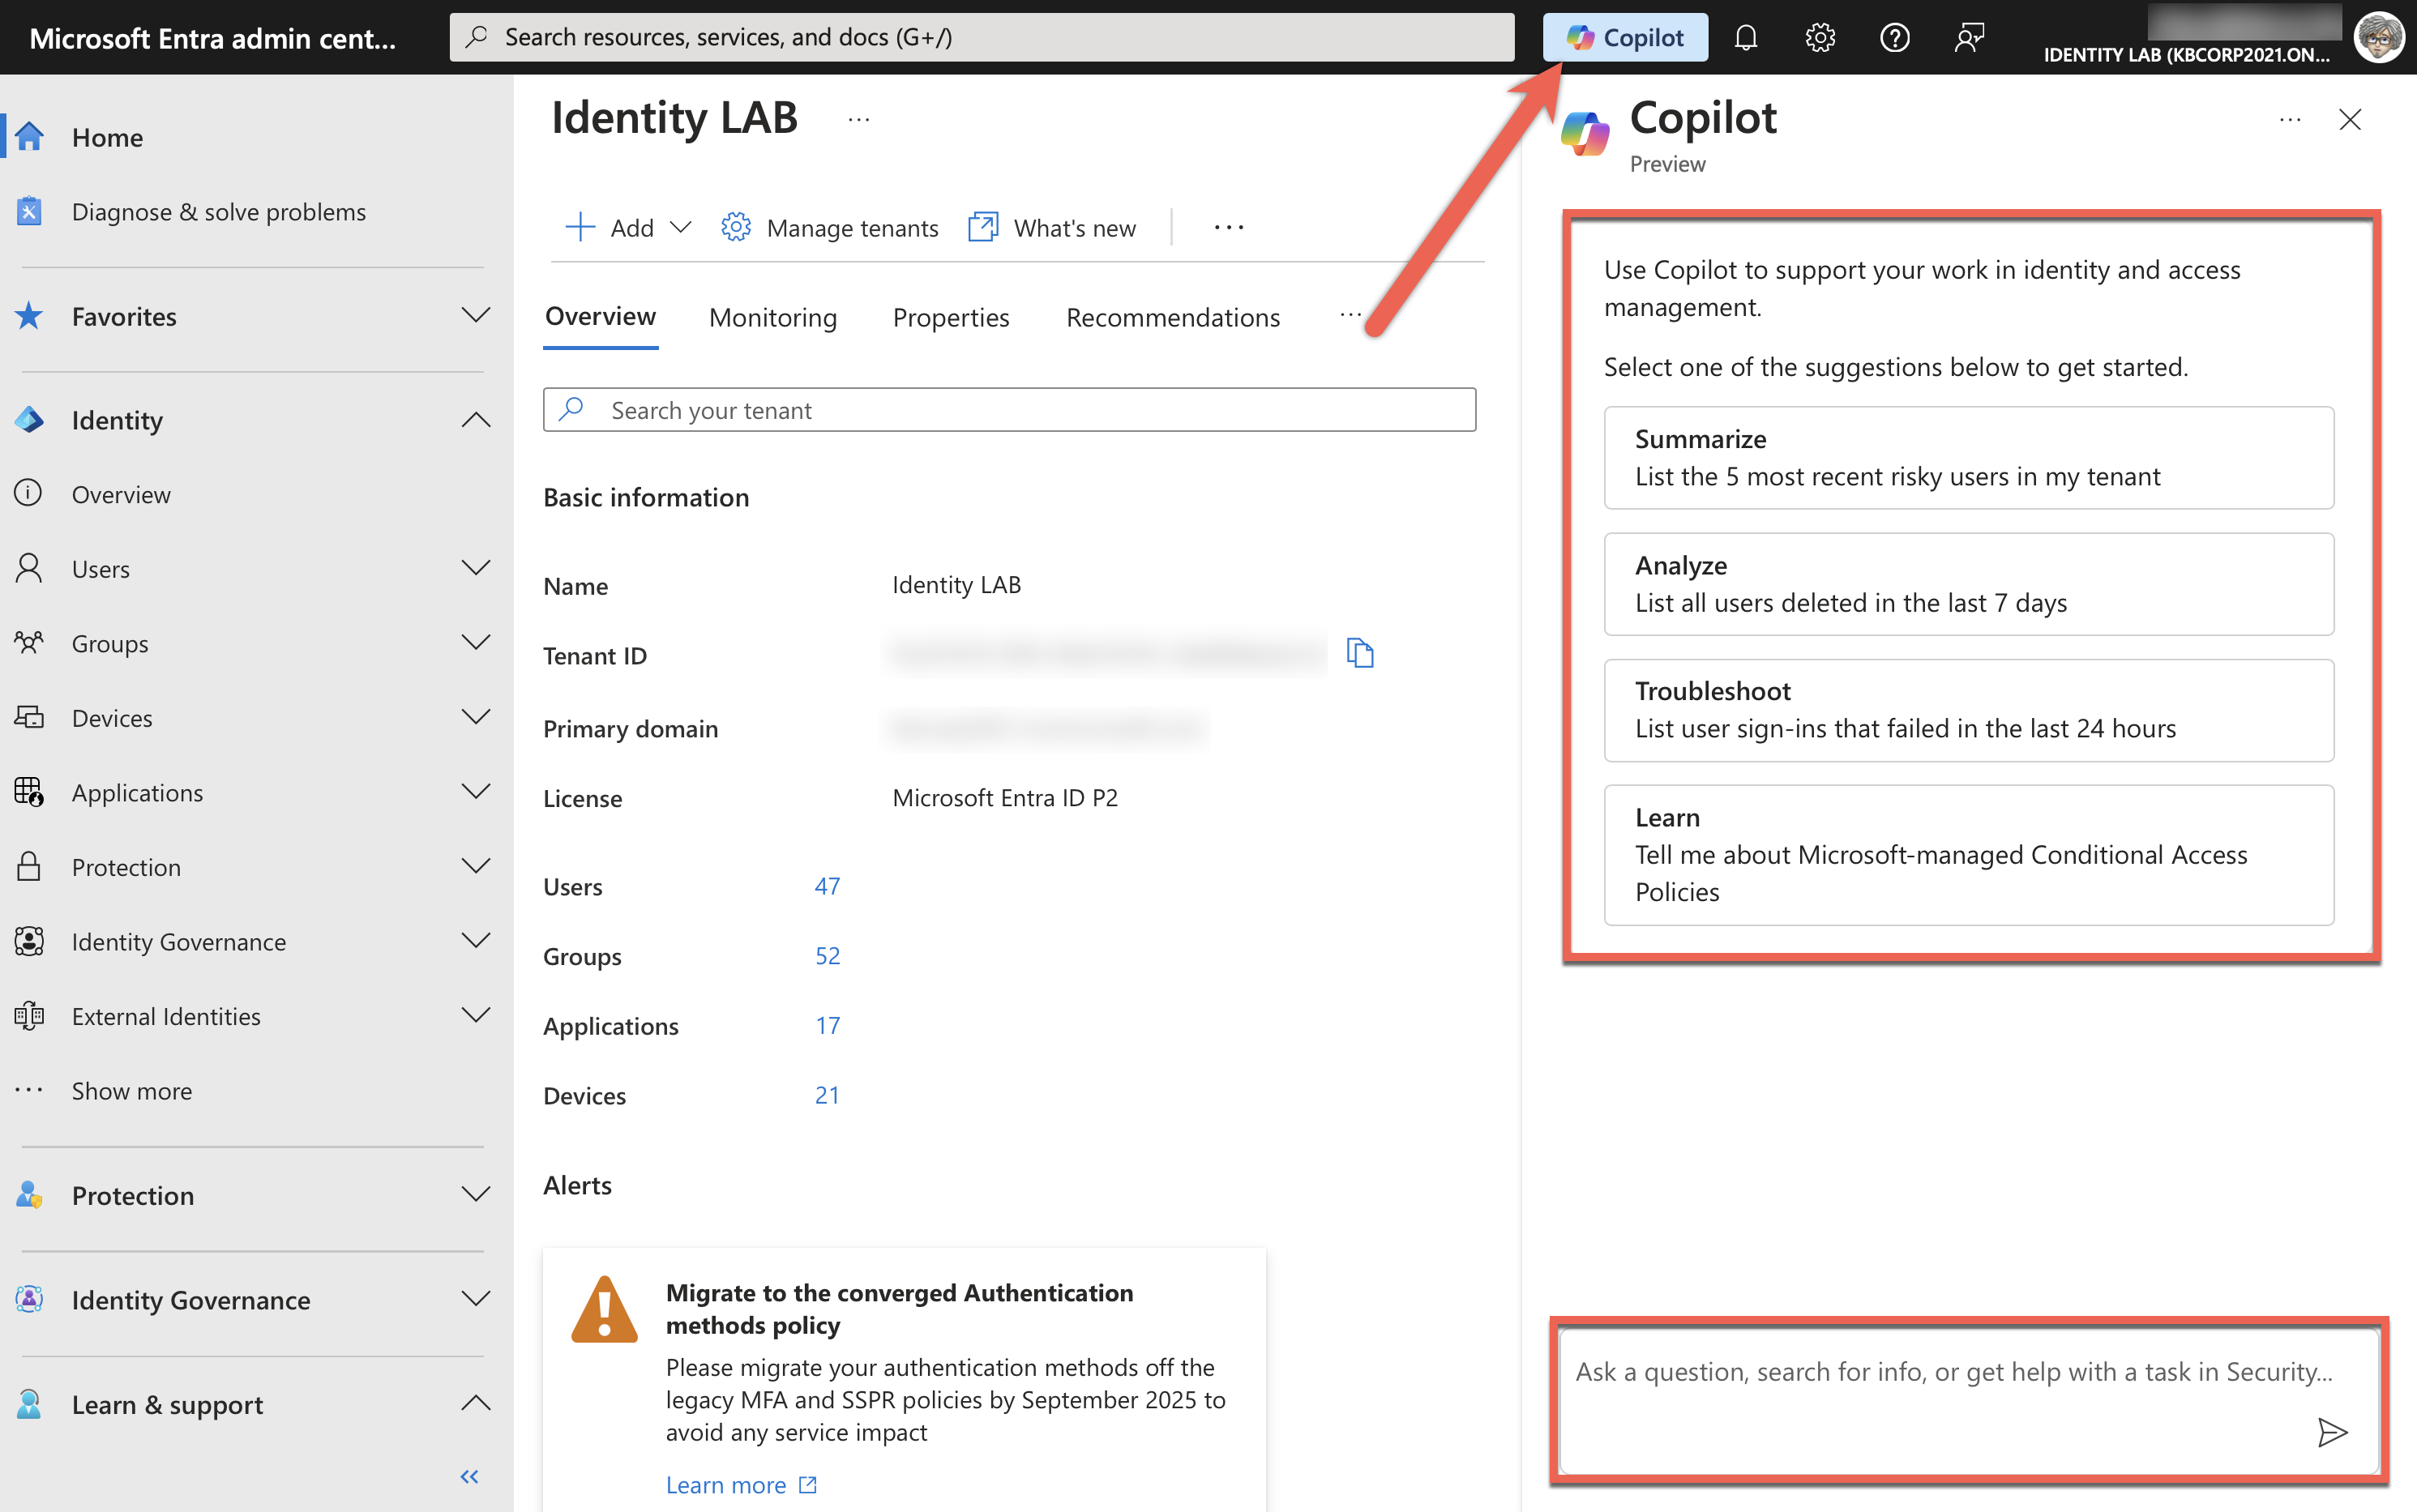 Microsoft Entra admin cent...
Search resources, services, and docs (G+/)
Copilot
IDENTITY LAB (KBCORP2021.ON...
Home
Diagnose & solve problems
Favorites
Identity
Overview
Users
Groups
Devices
Applications
Protection
Identity Governance
External Identities
Show more
Protection
Identity Governance
Learn & support
Identity LAB
Add
Manage tenants
What's new
Overview
Monitoring
Properties
Recommendations
Search your tenant
Basic information
Name
Identity LAB
Tenant ID
Primary domain
License
Microsoft Entra ID P2
Users
47
Groups
52
Applications
17
Devices
21
Alerts
Migrate to the converged Authentication
methods policy
Please migrate your authentication methods off the
legacy MFA and SSPR policies by September 2025 to
avoid any service impact
Learn more
Copilot
Preview
Use Copilot to support your work in identity and access
management.
Select one of the suggestions below to get started.
Summarize
List the 5 most recent risky users in my tenant
Analyze
List all users deleted in the last 7 days
Troubleshoot
List user sign-ins that failed in the last 24 hours
Learn
Tell me about Microsoft-managed Conditional Access
Policies
Ask a question, search for info, or get help with a task in Security...